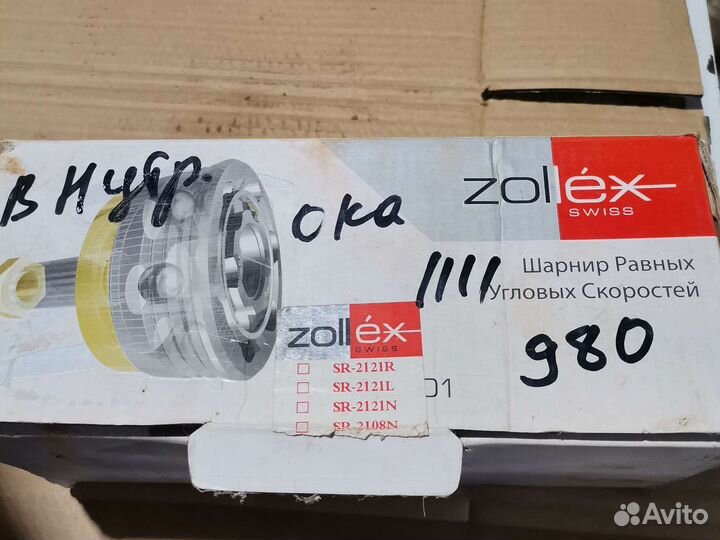 внутр.
ока
1111
980
zollex
SWISS
Шарнир Равных
Угловых Скоростей
zollex
SWISS
SR-2121R
SR-2121L
SR-2121N
SR-2108N
01
Avito